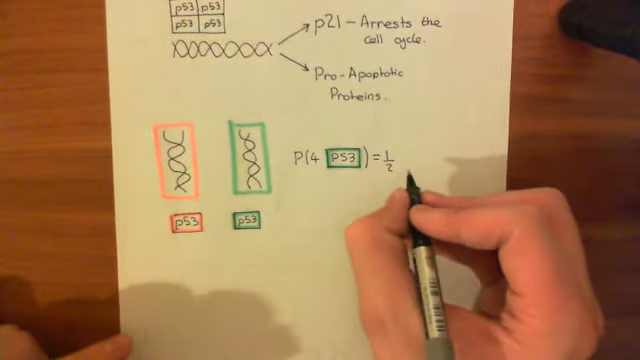 p53 p53
p53 p53
p21 - Arrests the
cell cycle.
Pro-Apoptotic
Proteins.
P(4 p53) = 1/2
p53 p53